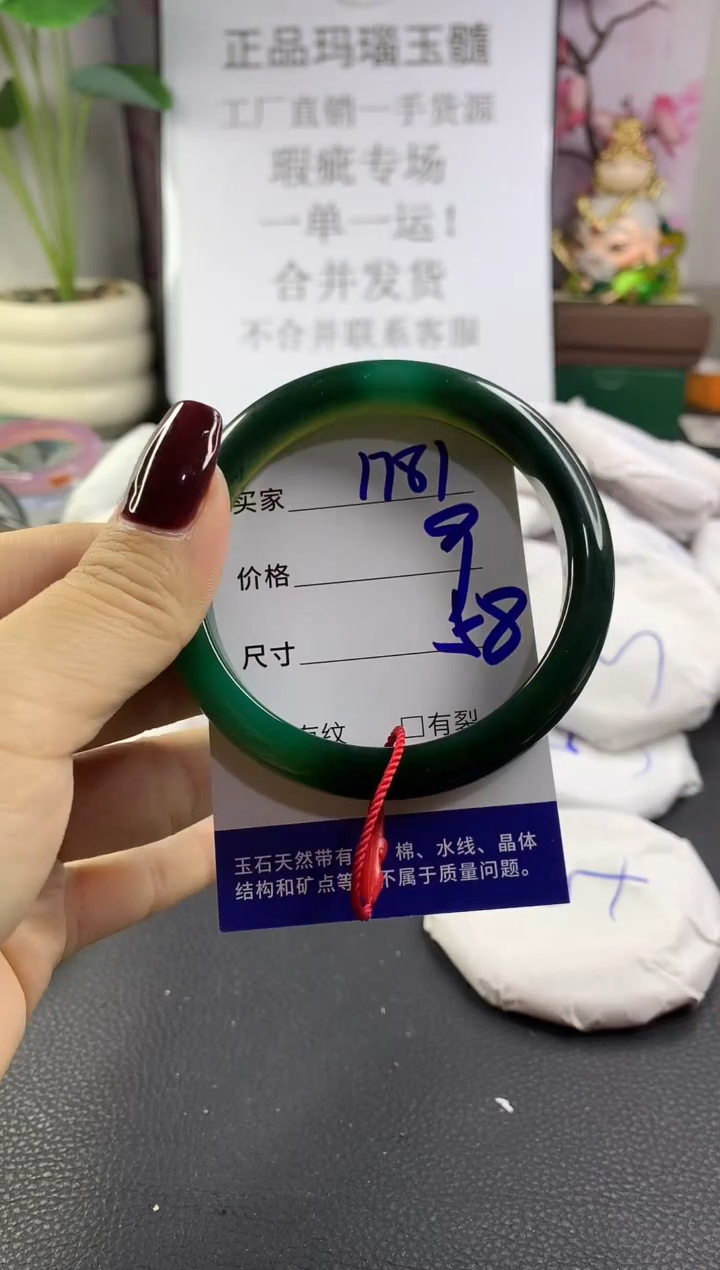 正品玛瑙玉髓
工厂直销一手货源
瑕疵专场
一单一运!
合并发货
不合并联系客服
买家 1781
价格 9
尺寸 58
有纹 □有裂
玉石天然带有 棉、水线、晶体
结构和矿点等 不属于质量问题。